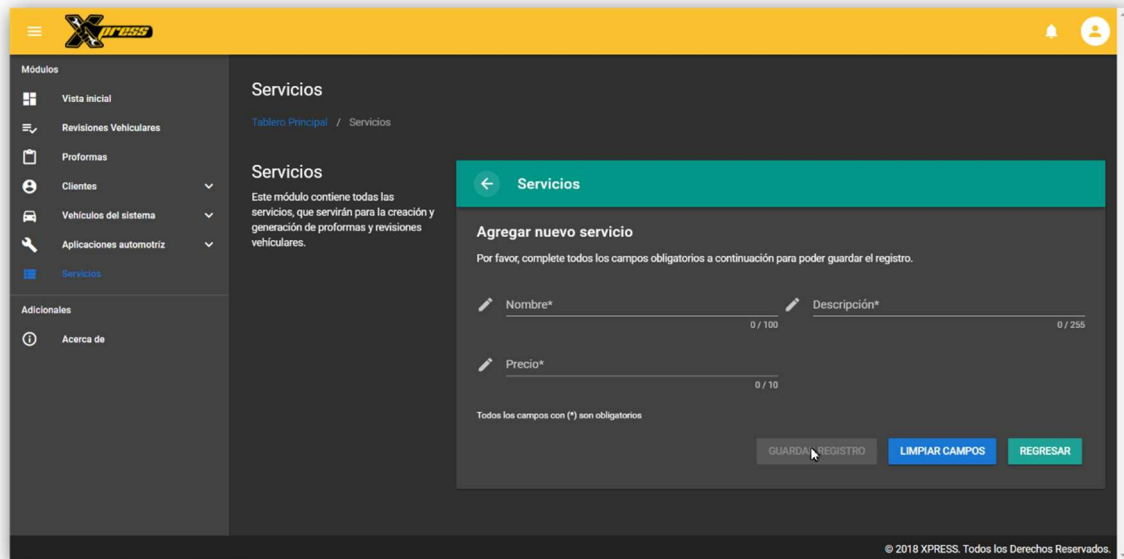 Xpress
Módulos
Vista inicial
Revisiones Vehiculares
Proformas
Clientes
Vehículos del sistema
Aplicaciones automotríz
Servicios
Adicionales
Acerca de
Servicios
Tablero Principal / Servicios
Servicios
Este módulo contiene todas las
servicios, que servirán para la creación y
generación de proformas y revisiones
vehículares.
Servicios
Agregar nuevo servicio
Por favor, complete todos los campos obligatorios a continuación para poder guardar el registro.
Nombre* Descripción*
0 / 100 0 / 255
Precio*
0 / 10
Todos los campos con (*) son obligatorios
GUARDAR REGISTRO LIMPIAR CAMPOS REGRESAR
© 2018 XPRESS. Todos los Derechos Reservados.